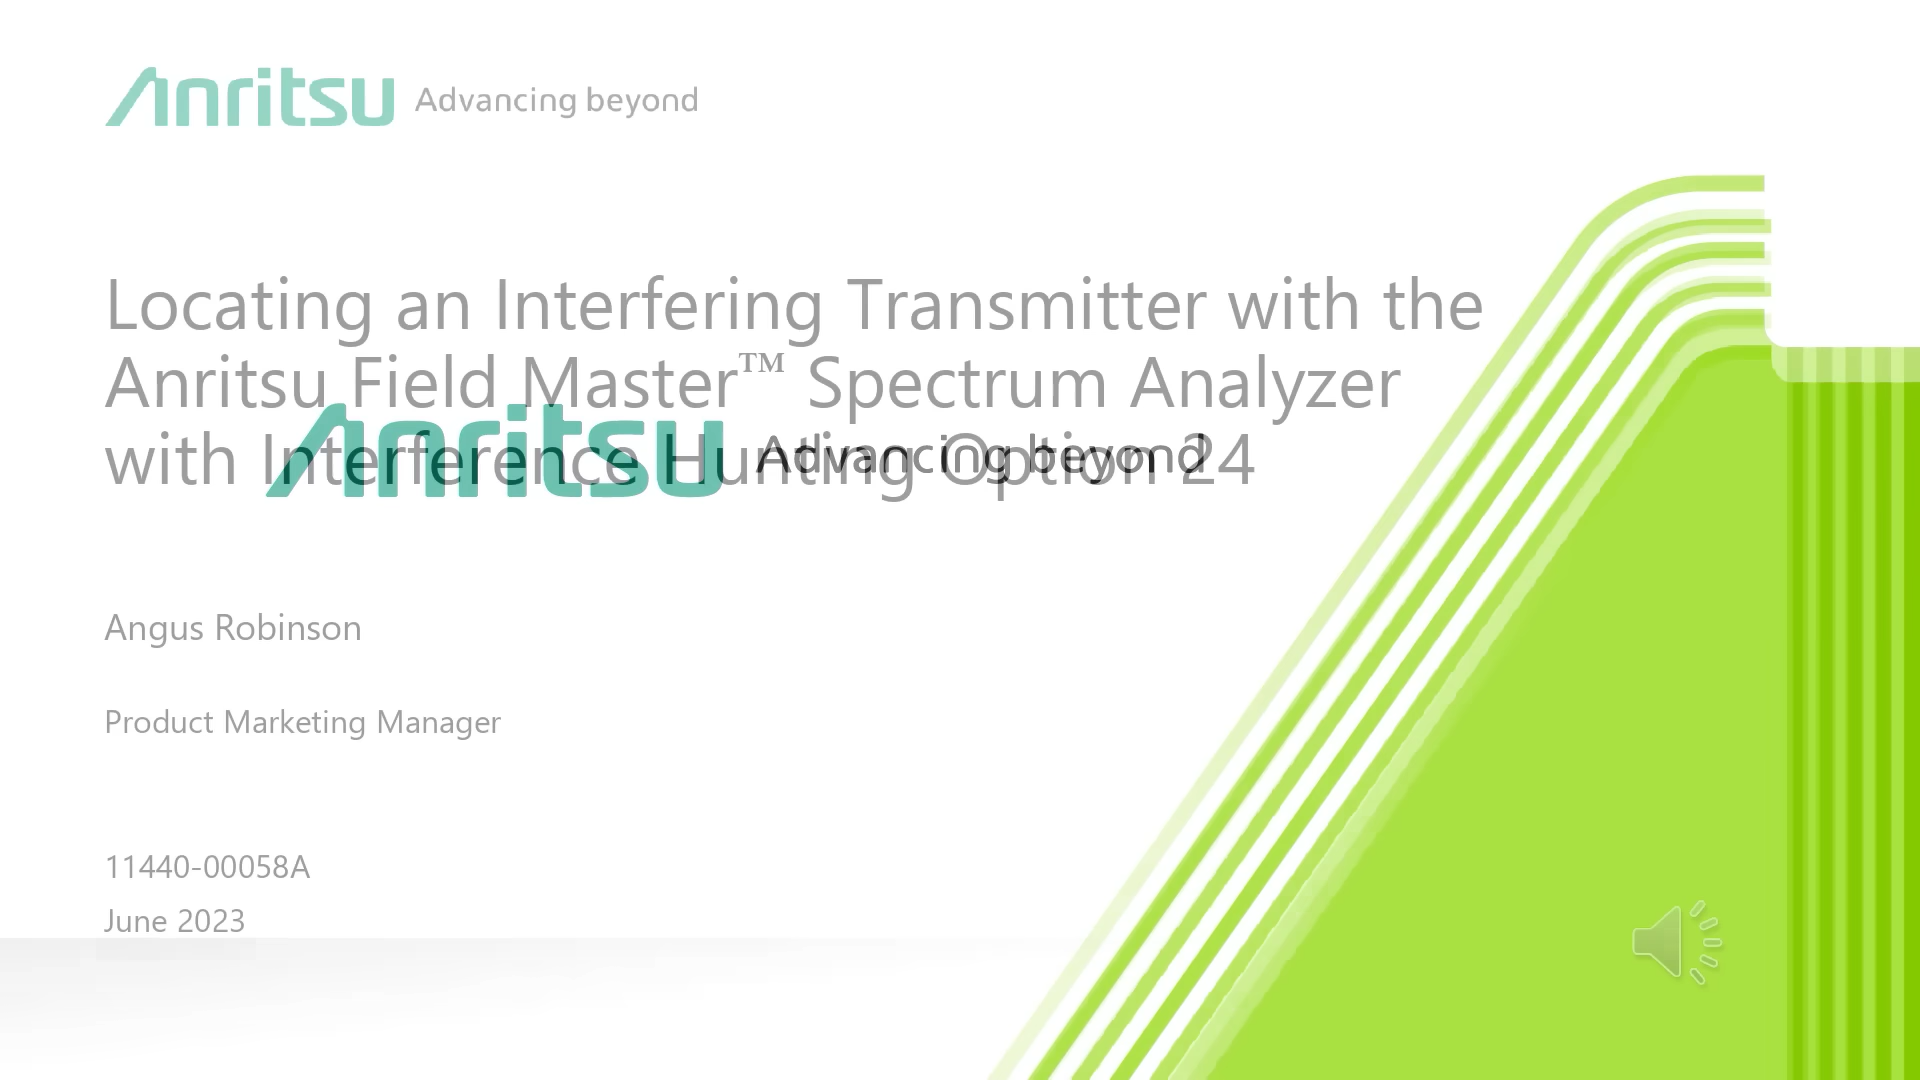 Anritsu Advancing beyond
Locating an Interfering Transmitter with the
Anritsu Field Master™ Spectrum Analyzer
with Interference Hunting Option 24
Anritsu Advancing beyond
Angus Robinson
Product Marketing Manager
11440-00058A
June 2023